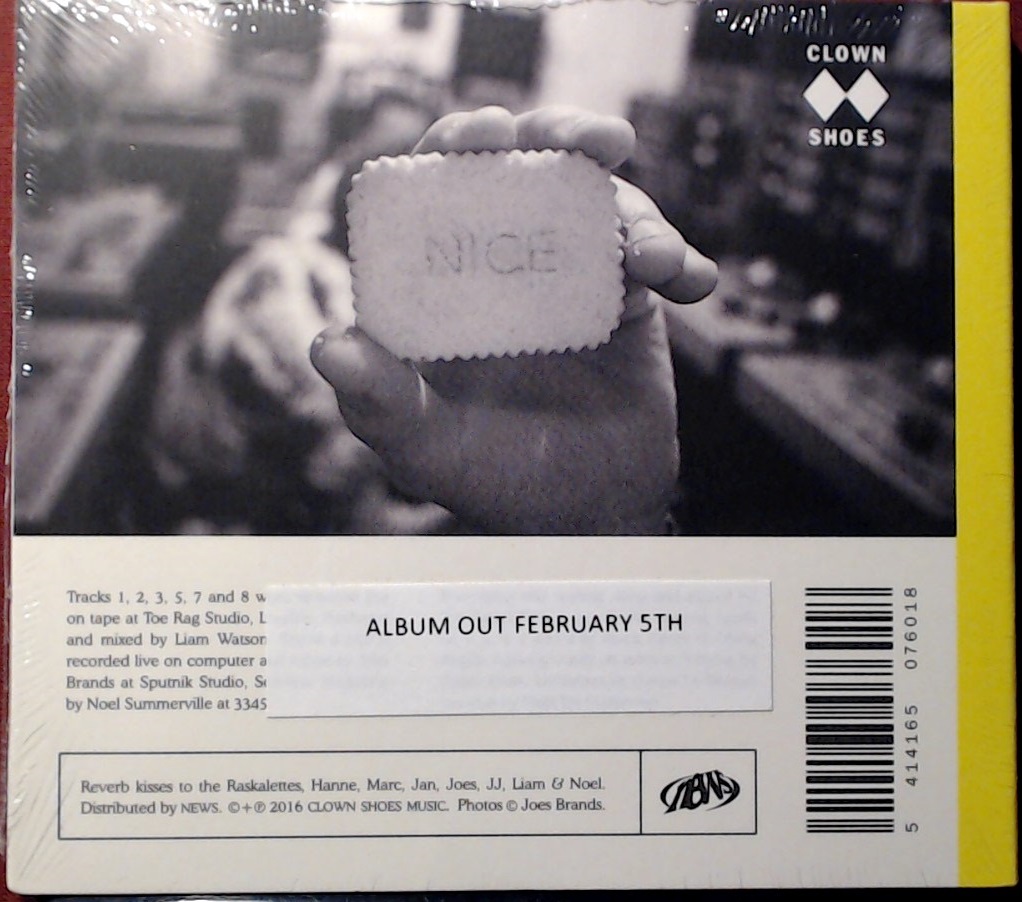 CLOWN
SHOES
NICE
Tracks 1, 2, 3, 5, 7 and 8 w
on tape at Toe Rag Studio, L
and mixed by Liam Watson
recorded live on computer a
Brands at Sputnik Studio, Sc
by Noel Summerville at 3345
ALBUM OUT FEBRUARY 5TH
Reverb kisses to the Raskalettes, Hanne, Marc, Jan, Joes, JJ, Liam & Noel.
Distributed by NEWS. ©+℗ 2016 CLOWN SHOES MUSIC. Photos © Joes Brands.
NEWS
5 414165 076018